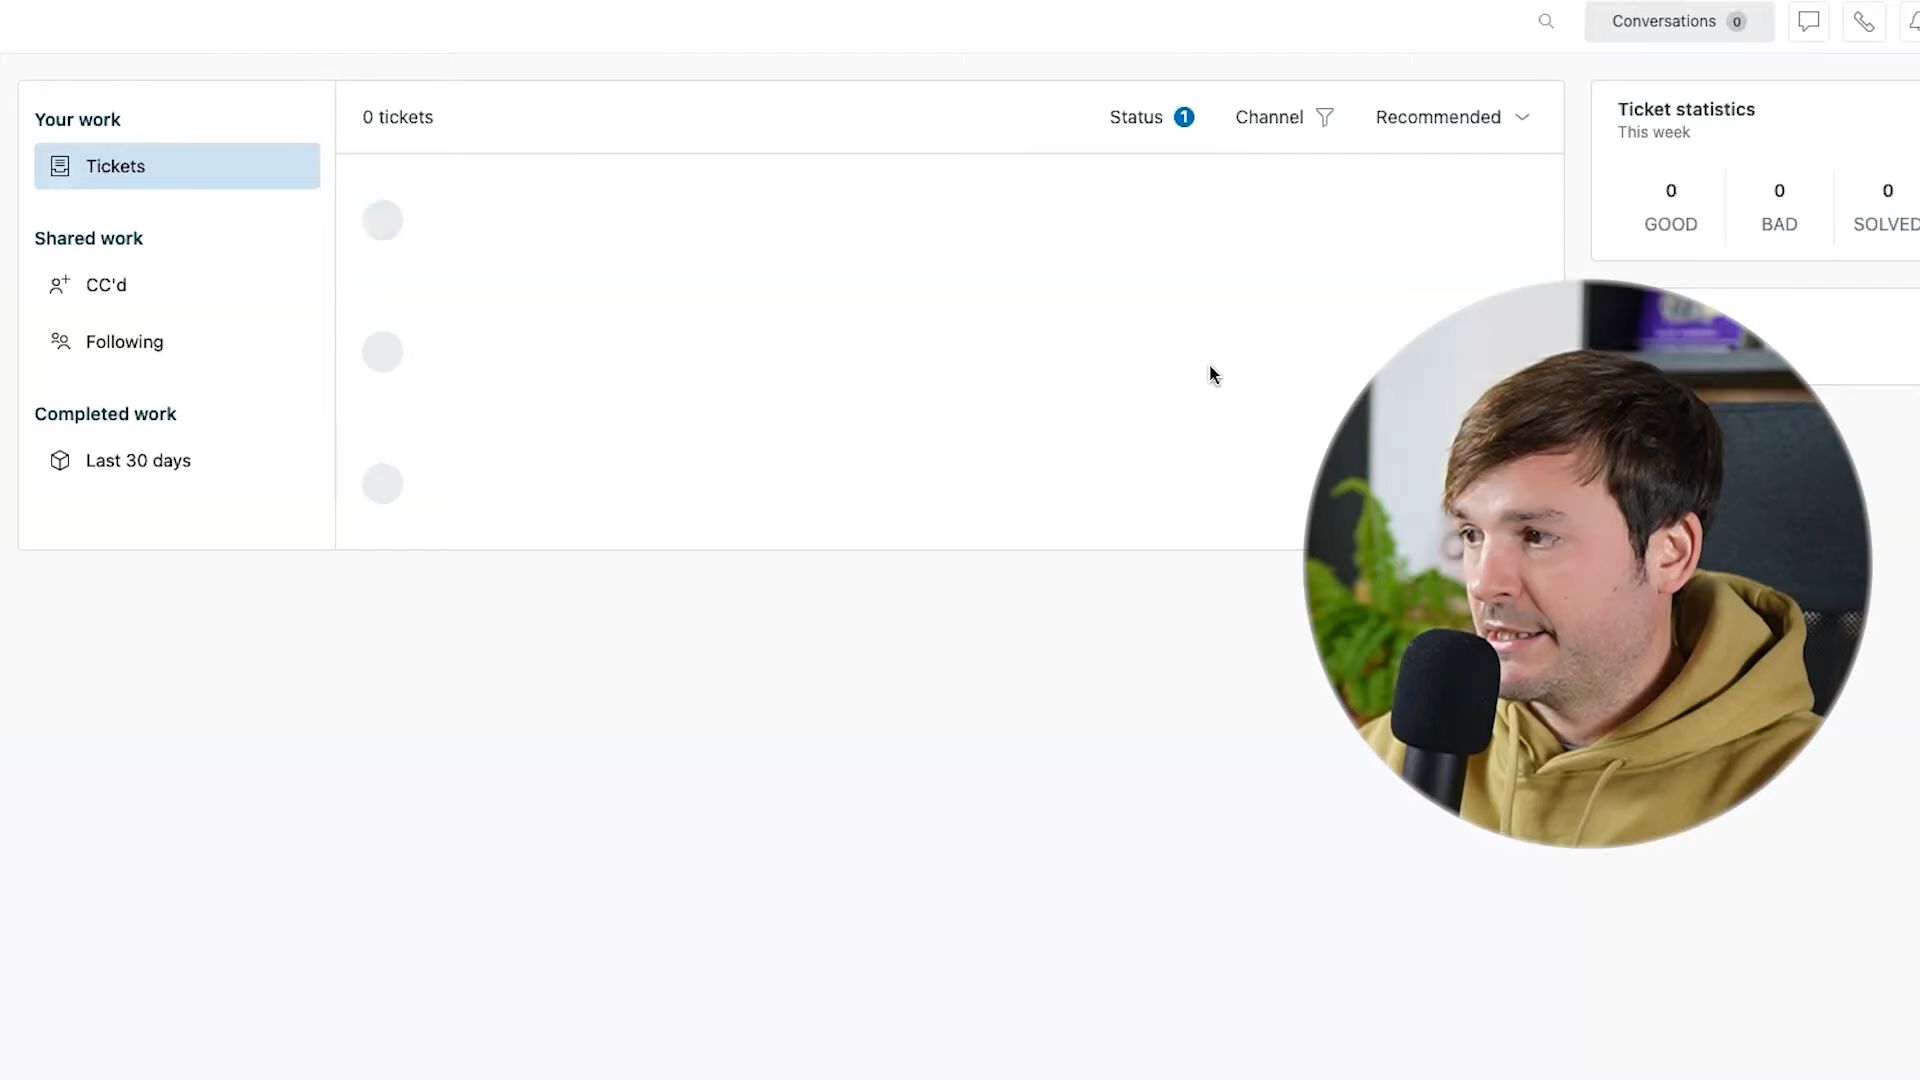 Conversations 0
Your work
Tickets
Shared work
CC'd
Following
Completed work
Last 30 days
0 tickets
Status 1
Channel
Recommended
Ticket statistics
This week
0
GOOD
0
BAD
0
SOLVED